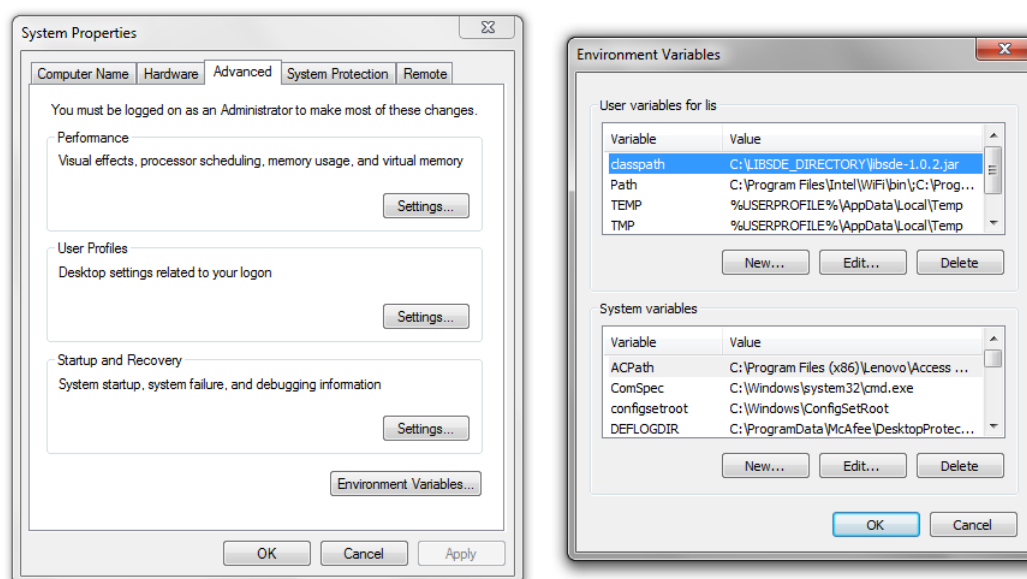 System Properties
Computer Name Hardware Advanced System Protection Remote
You must be logged on as an Administrator to make most of these changes.
Performance
Visual effects, processor scheduling, memory usage, and virtual memory
Settings...
User Profiles
Desktop settings related to your logon
Settings...
Startup and Recovery
System startup, system failure, and debugging information
Settings...
Environment Variables...
OK Cancel Apply
Environment Variables
User variables for lis
Variable Value
classpath C:\LIBSDE_DIRECTORY\libsde-1.0.2.jar
Path C:\Program Files\Intel\WiFi\bin\;C:\Prog...
TEMP %USERPROFILE%\AppData\Local\Temp
TMP %USERPROFILE%\AppData\Local\Temp
New... Edit... Delete
System variables
Variable Value
ACPath C:\Program Files (x86)\Lenovo\Access ...
ComSpec C:\Windows\system32\cmd.exe
configsetroot C:\Windows\ConfigSetRoot
DEFLOGDIR C:\ProgramData\McAfee\DesktopProtec...
New... Edit... Delete
OK Cancel